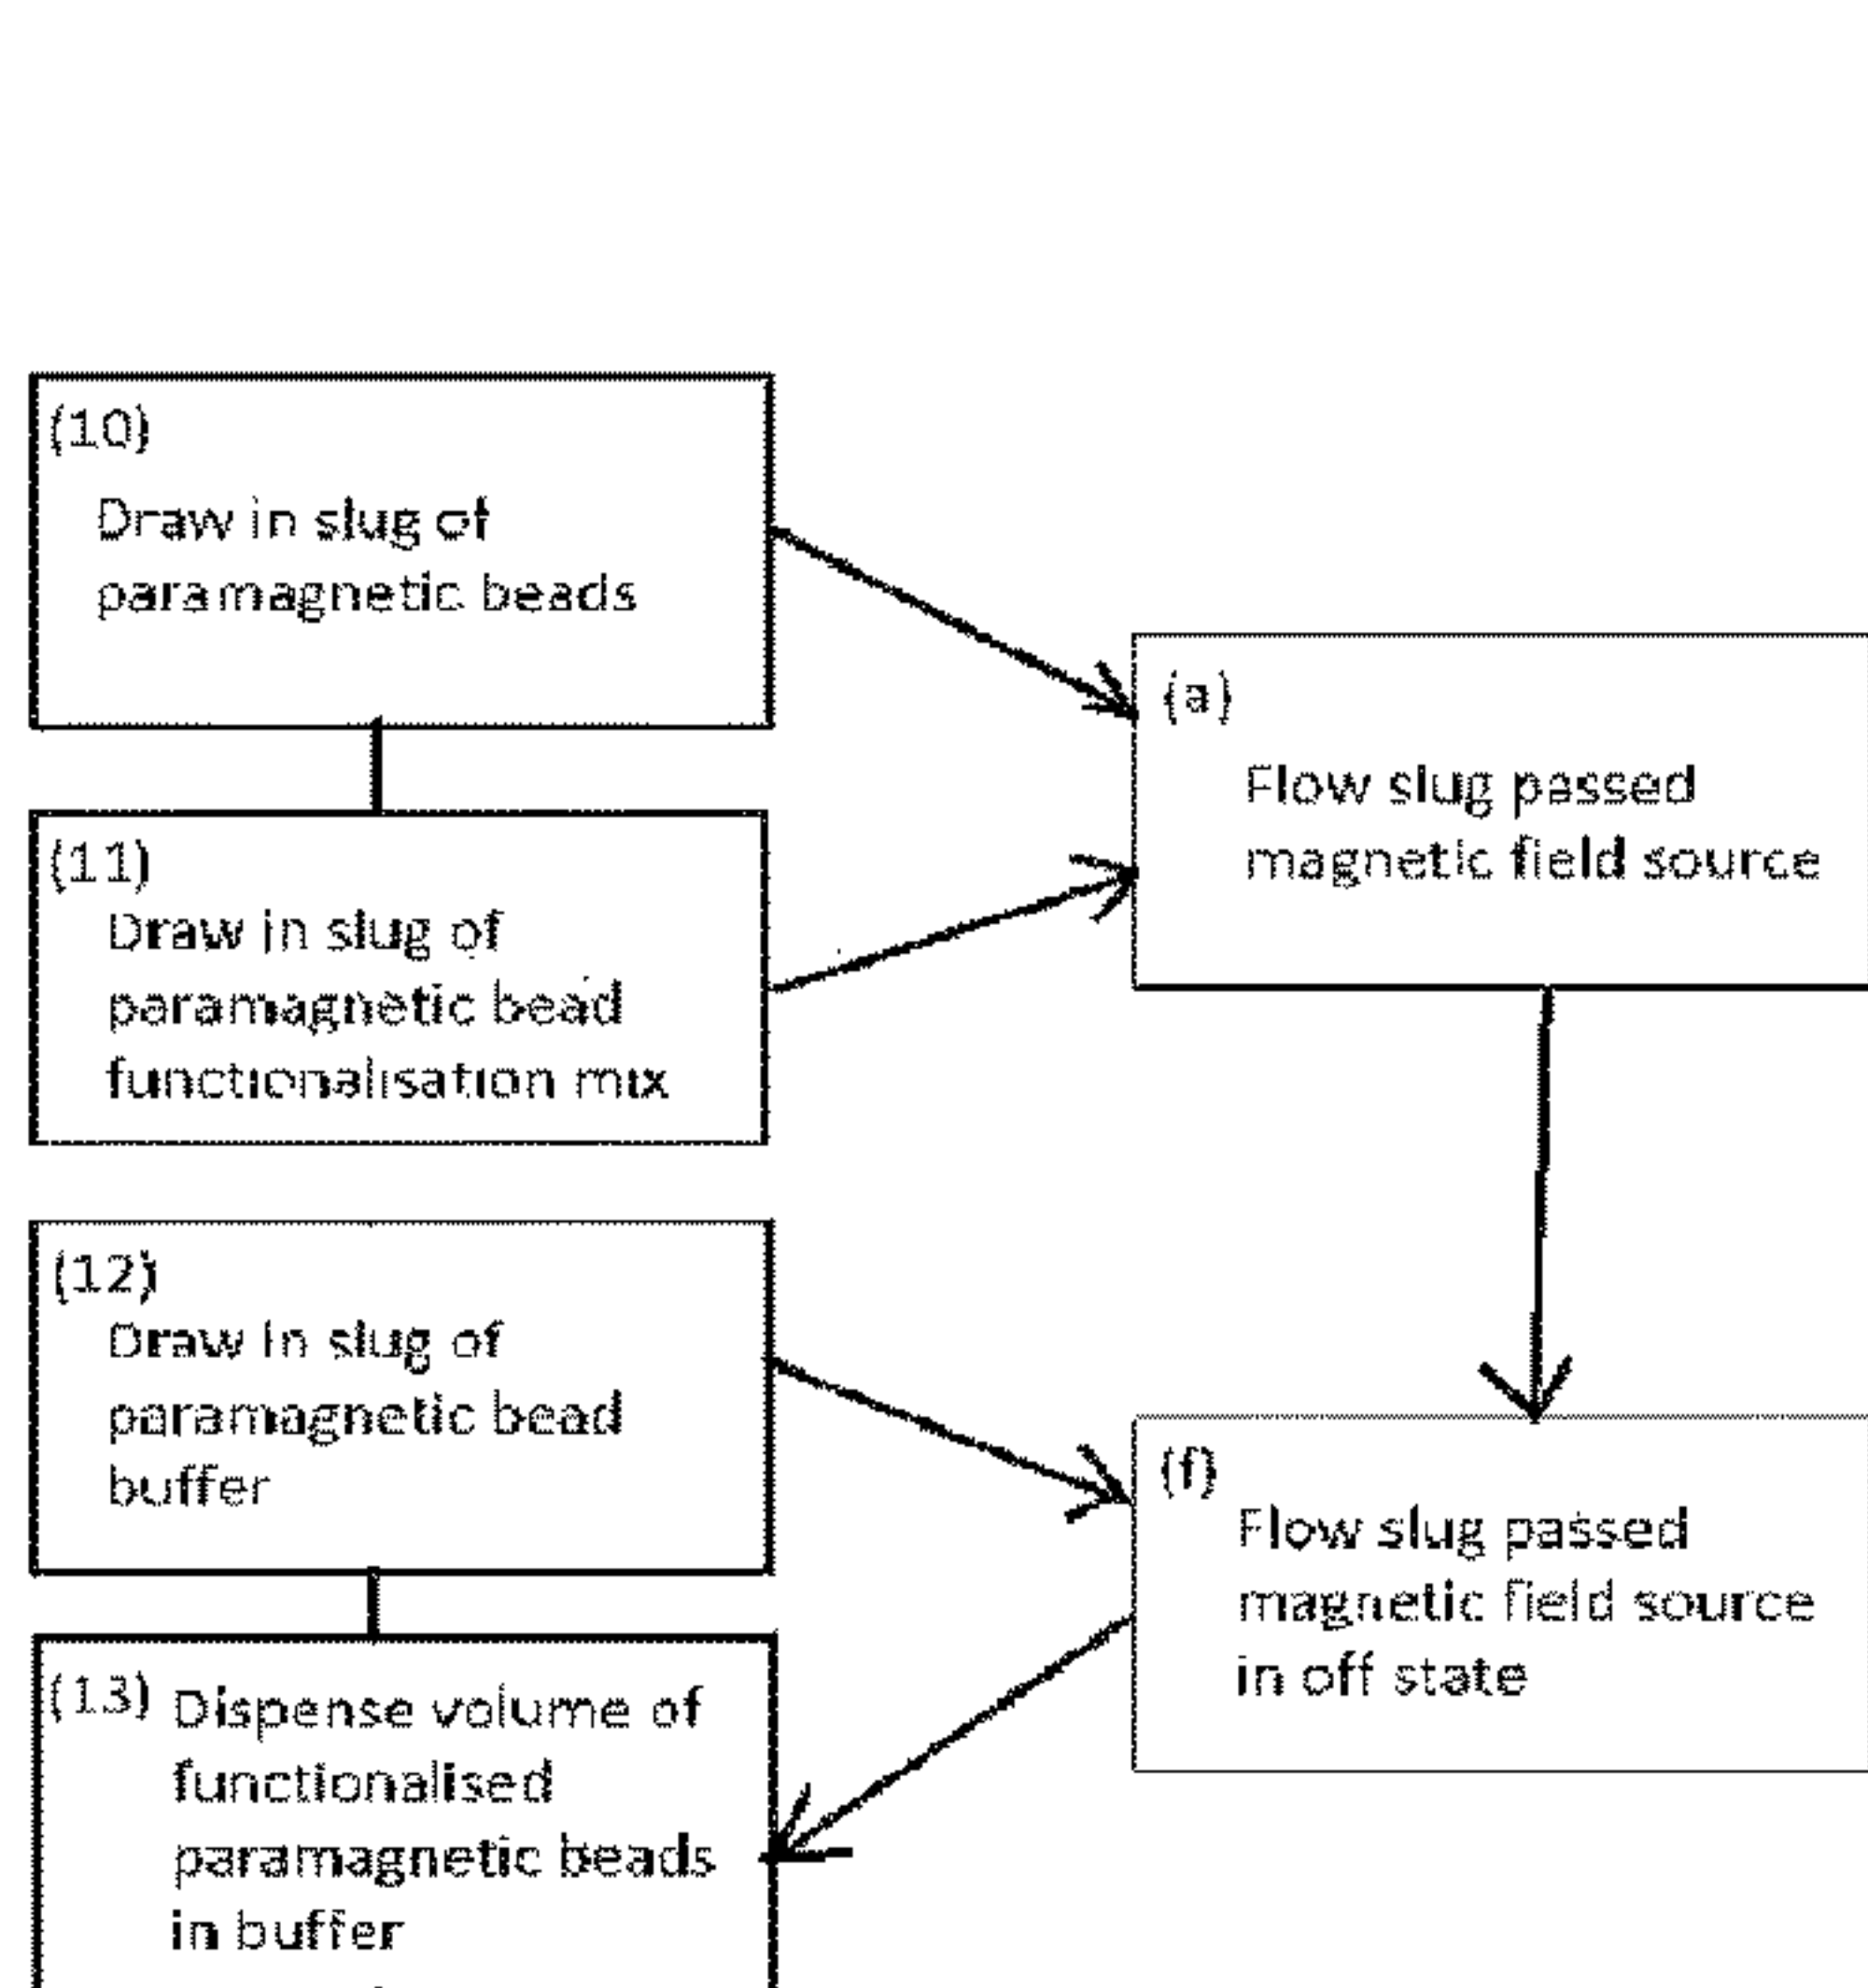 (10)
Draw in slug of
paramagnetic beads
(a)
Flow slug passed
magnetic field source
(11)
Draw in slug of
paramagnetic bead
functionalisation mix
(12)
Draw in slug of
paramagnetic bead
buffer
(f)
Flow slug passed
magnetic field source
in off state
(13) Dispense volume of
functionalised
paramagnetic beads
in buffer